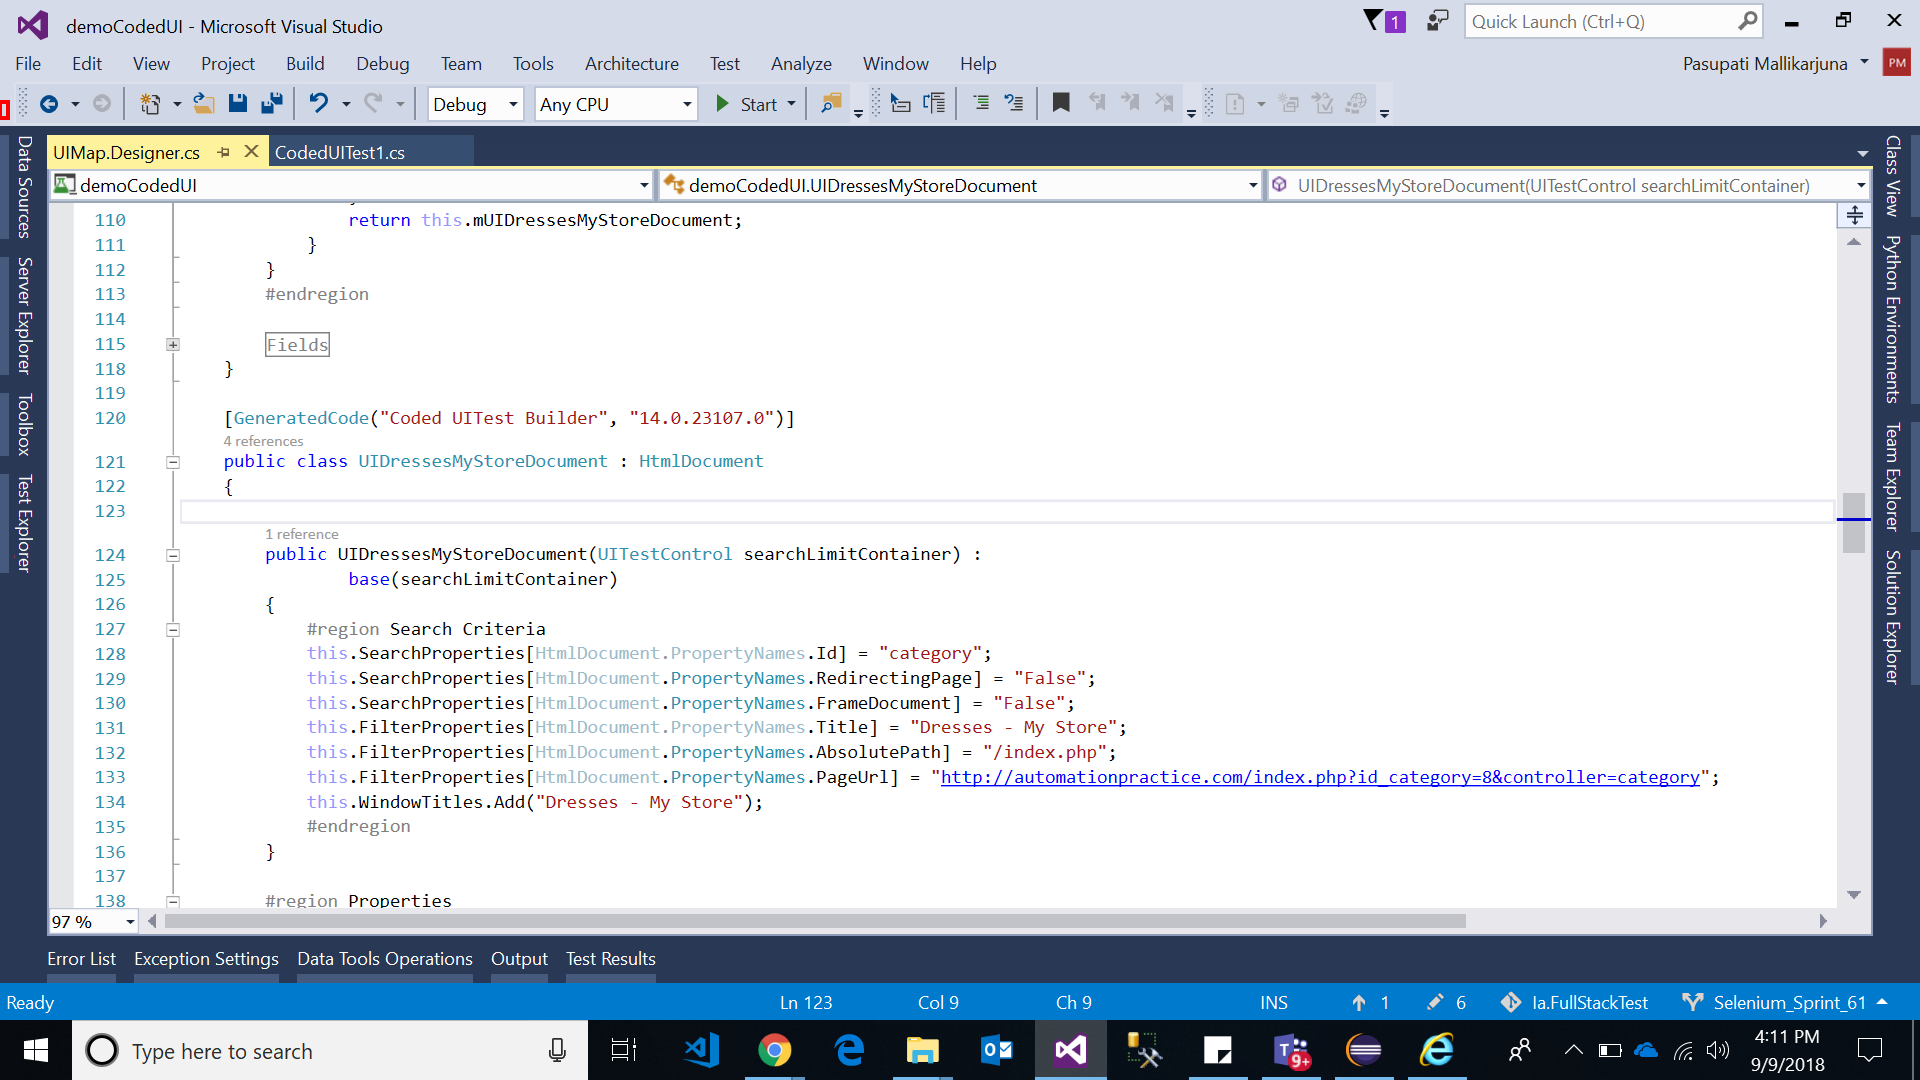 demoCodedUI - Microsoft Visual Studio
1
Quick Launch (Ctrl+Q)
File Edit View Project Build Debug Team Tools Architecture Test Analyze Window Help
Pasupati Mallikarjuna
PM
Debug
Any CPU
Start
Data Sources
Server Explorer
Toolbox
Test Explorer
UIMap.Designer.cs
CodedUITest1.cs
demoCodedUI
demoCodedUI.UIDressesMyStoreDocument
UIDressesMyStoreDocument(UITestControl searchLimitContainer)
110 return this.mUIDressesMyStoreDocument;
111 }
112 }
113 #endregion
114
115 Fields
118 }
119
120 [GeneratedCode("Coded UITest Builder", "14.0.23107.0")]
4 references
121 public class UIDressesMyStoreDocument : HtmlDocument
122 {
123
1 reference
124 public UIDressesMyStoreDocument(UITestControl searchLimitContainer) :
125 base(searchLimitContainer)
126 {
127 #region Search Criteria
128 this.SearchProperties[HtmlDocument.PropertyNames.Id] = "category";
129 this.SearchProperties[HtmlDocument.PropertyNames.RedirectingPage] = "False";
130 this.SearchProperties[HtmlDocument.PropertyNames.FrameDocument] = "False";
131 this.FilterProperties[HtmlDocument.PropertyNames.Title] = "Dresses - My Store";
132 this.FilterProperties[HtmlDocument.PropertyNames.AbsolutePath] = "/index.php";
133 this.FilterProperties[HtmlDocument.PropertyNames.PageUrl] = "http://automationpractice.com/index.php?id_category=8&controller=category";
134 this.WindowTitles.Add("Dresses - My Store");
135 #endregion
136 }
137
138 #region Properties
97 %
Class View
Python Environments
Team Explorer
Solution Explorer
Error List Exception Settings Data Tools Operations Output Test Results
Ready Ln 123 Col 9 Ch 9 INS 1 6 Ia.FullStackTest Selenium_Sprint_61
Type here to search
9+
4:11 PM
9/9/2018